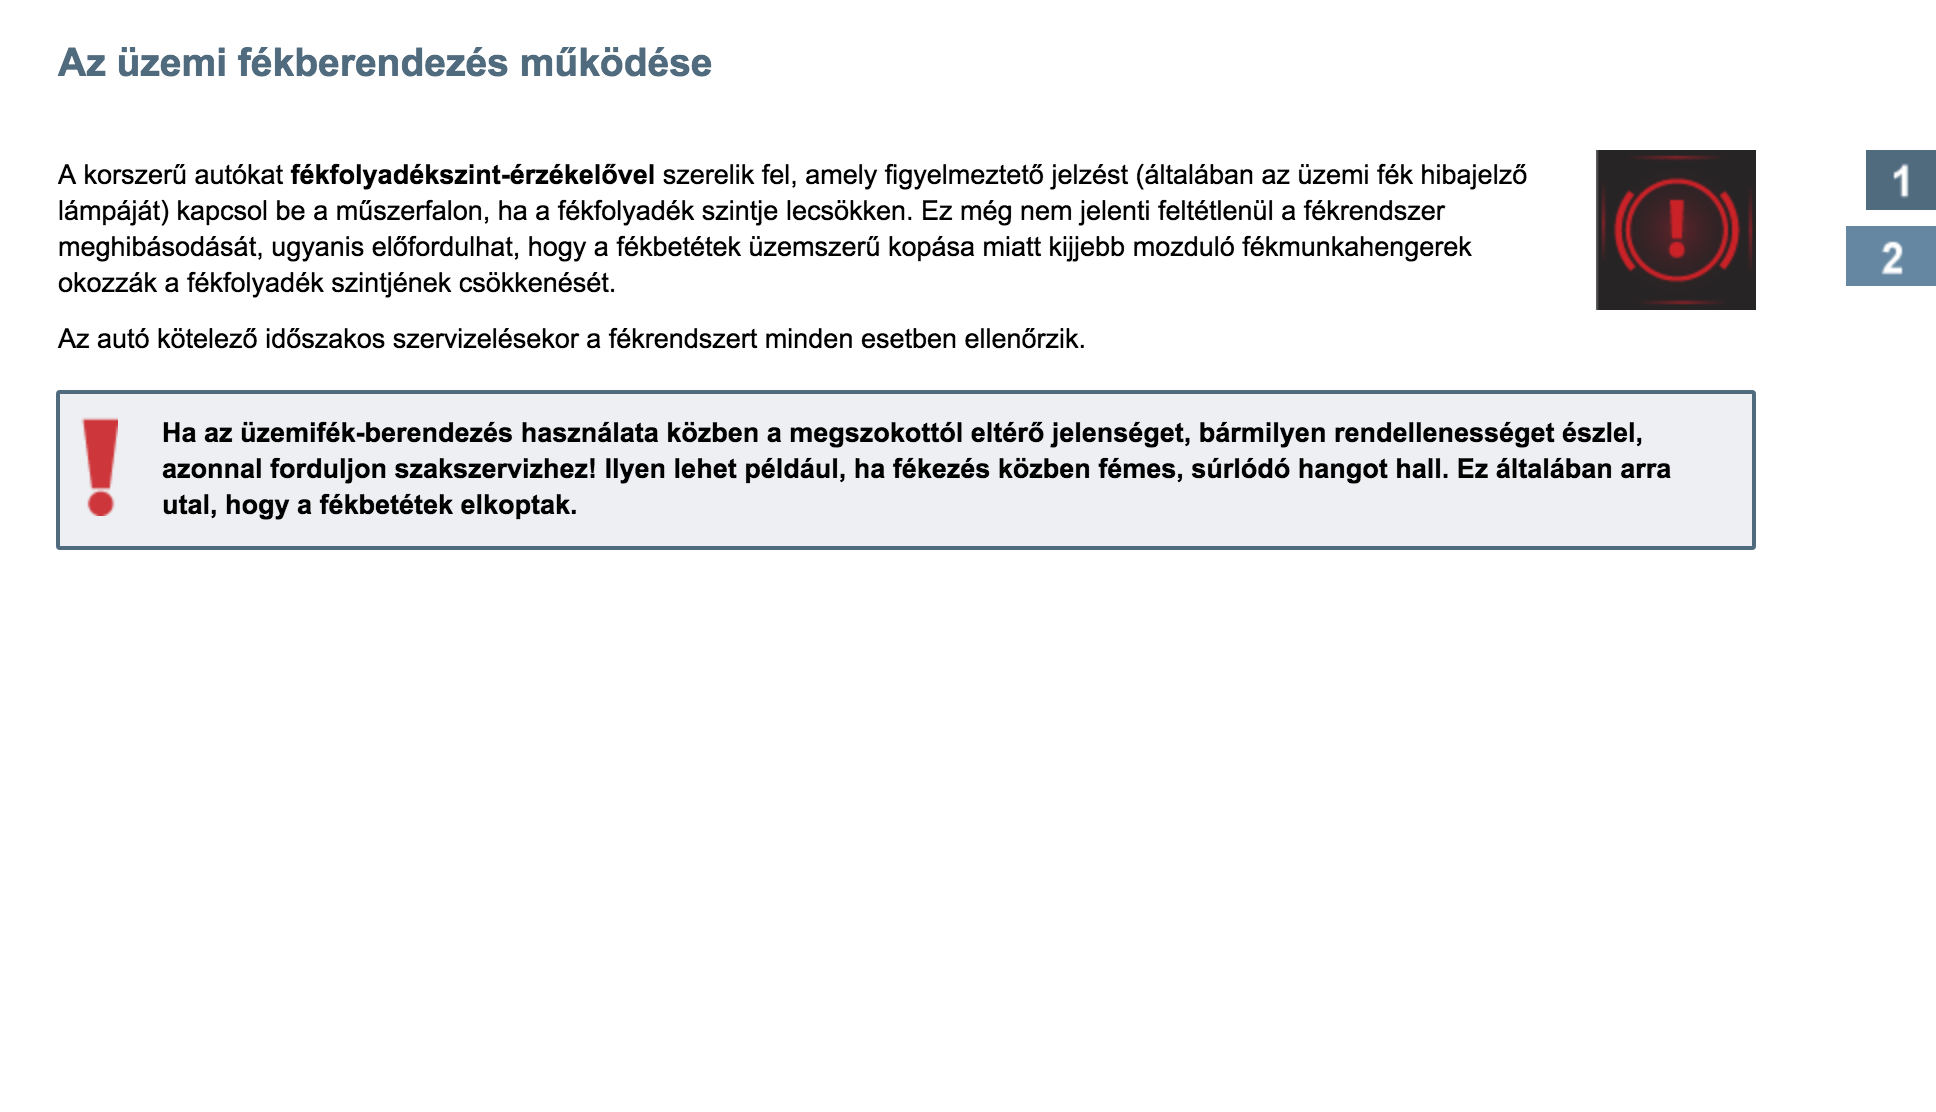 Az üzemi fékberendezés működése
A korszerű autókat fékfolyadékszint-érzékelővel szerelik fel, amely figyelmeztető jelzést (általában az üzemi fék hibajelző
lámpáját) kapcsol be a műszerfalon, ha a fékfolyadék szintje lecsökken. Ez még nem jelenti feltétlenül a fékrendszer
meghibásodását, ugyanis előfordulhat, hogy a fékbetétek üzemszerű kopása miatt kijjebb mozduló fékmunkahengerek
okozzák a fékfolyadék szintjének csökkenését.
Az autó kötelező időszakos szervizelésekor a fékrendszert minden esetben ellenőrzik.
Ha az üzemifék-berendezés használata közben a megszokottól eltérő jelenséget, bármilyen rendellenességet észlel,
azonnal forduljon szakszervizhez! Ilyen lehet például, ha fékezés közben fémes, súrlódó hangot hall. Ez általában arra
utal, hogy a fékbetétek elkoptak.
1
2